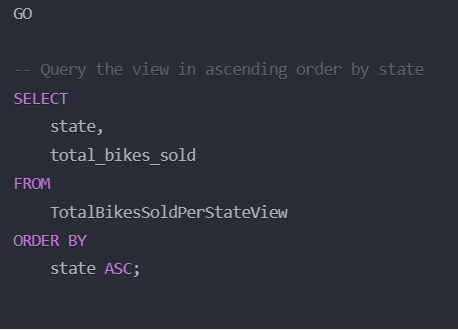 GO
-- Query the view in ascending order by state
SELECT
state,
total_bikes_sold
FROM
TotalBikesSoldPerStateView
ORDER BY
state ASC;